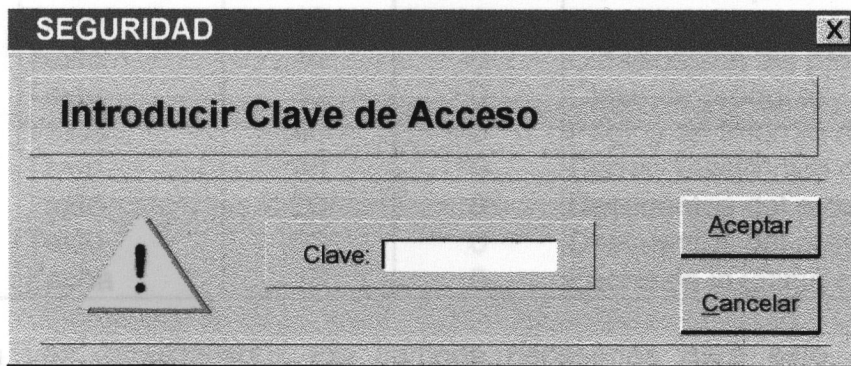 SEGURIDAD X
Introducir Clave de Acceso
!
Clave:
Aceptar
Cancelar